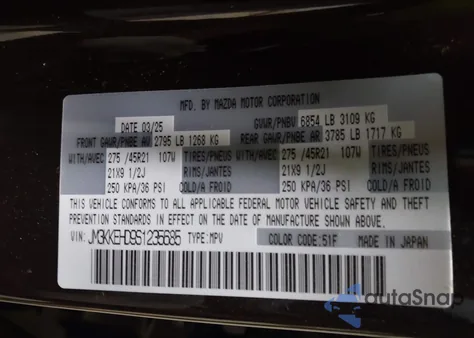 MFD. BY MAZDA MOTOR CORPORATION
DATE 03/25 GVWR/PNBV 6854 LB 3109 KG
FRONT GAWR/PNBE AV 2795 LB 1268 KG REAR GAWR/PNBE AR 3785 LB 1717 KG
WITH/AVEC 275 /45R21 107W TIRES/PNEUS WITH/AVEC 275 /45R21 107W TIRES/PNEUS
21X9 1/2J RIMS/JANTES 21X9 1/2J RIMS/JANTES
250 KPA/36 PSI COLD/A FROID 250 KPA/36 PSI COLD/A FROID
THIS VEHICLE CONFORMS TO ALL APPLICABLE FEDERAL MOTOR VEHICLE SAFETY AND
THEFT PREVENTION STANDARDS IN EFFECT ON THE DATE OF MANUFACTURE SHOWN ABOVE.
VIN: JM3KKEHD9S1235685 TYPE:MPV COLOR CODE:51F MADE IN JAPAN
autoSnap